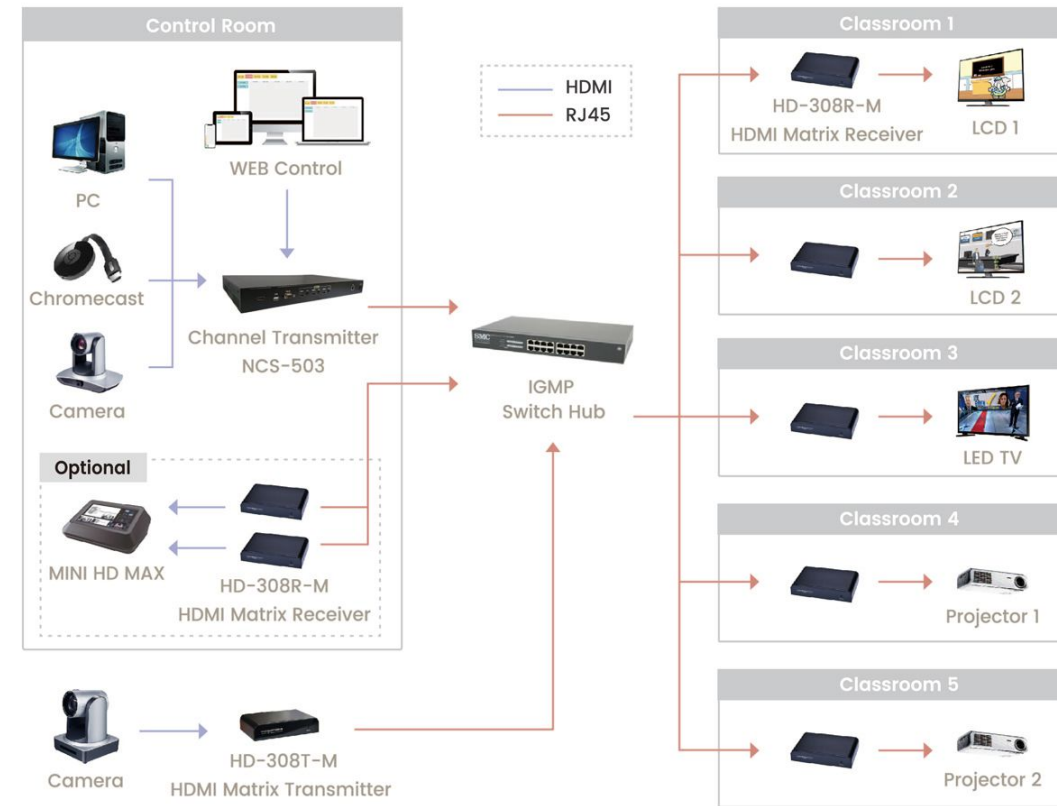 Control Room
WEB Control
PC
Chromecast
Camera
Channel Transmitter
NCS-503
Optional
MINI HD MAX
HD-308R-M
HDMI Matrix Receiver
Camera
HD-308T-M
HDMI Matrix Transmitter
HDMI
RJ45
IGMP
Switch Hub
Classroom 1
HD-308R-M
HDMI Matrix Receiver
LCD 1
Classroom 2
LCD 2
Classroom 3
LED TV
Classroom 4
Projector 1
Classroom 5
Projector 2